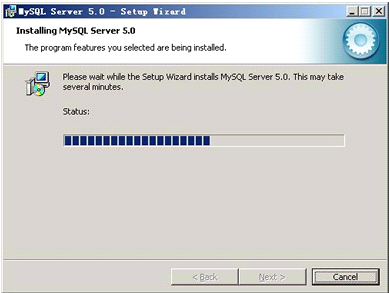 MySQL Server 5.0 - Setup Wizard
Installing MySQL Server 5.0
The program features you selected are being installed.
Please wait while the Setup Wizard installs MySQL Server 5.0. This may take
several minutes.
Status:
< Back
Next >
Cancel